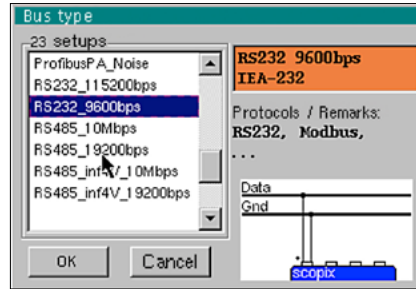 Bus type
23 setups
ProfibusPA_Noise
RS232_115200bps
RS232_9600bps
RS485_10Mbps
RS485_19200bps
RS485_inf4V_10Mbps
RS485_inf4V_19200bps
OK
Cancel
RS232 9600bps
IEA-232
Protocols / Remarks:
RS232, Modbus,
...
Data
Gnd
scopix